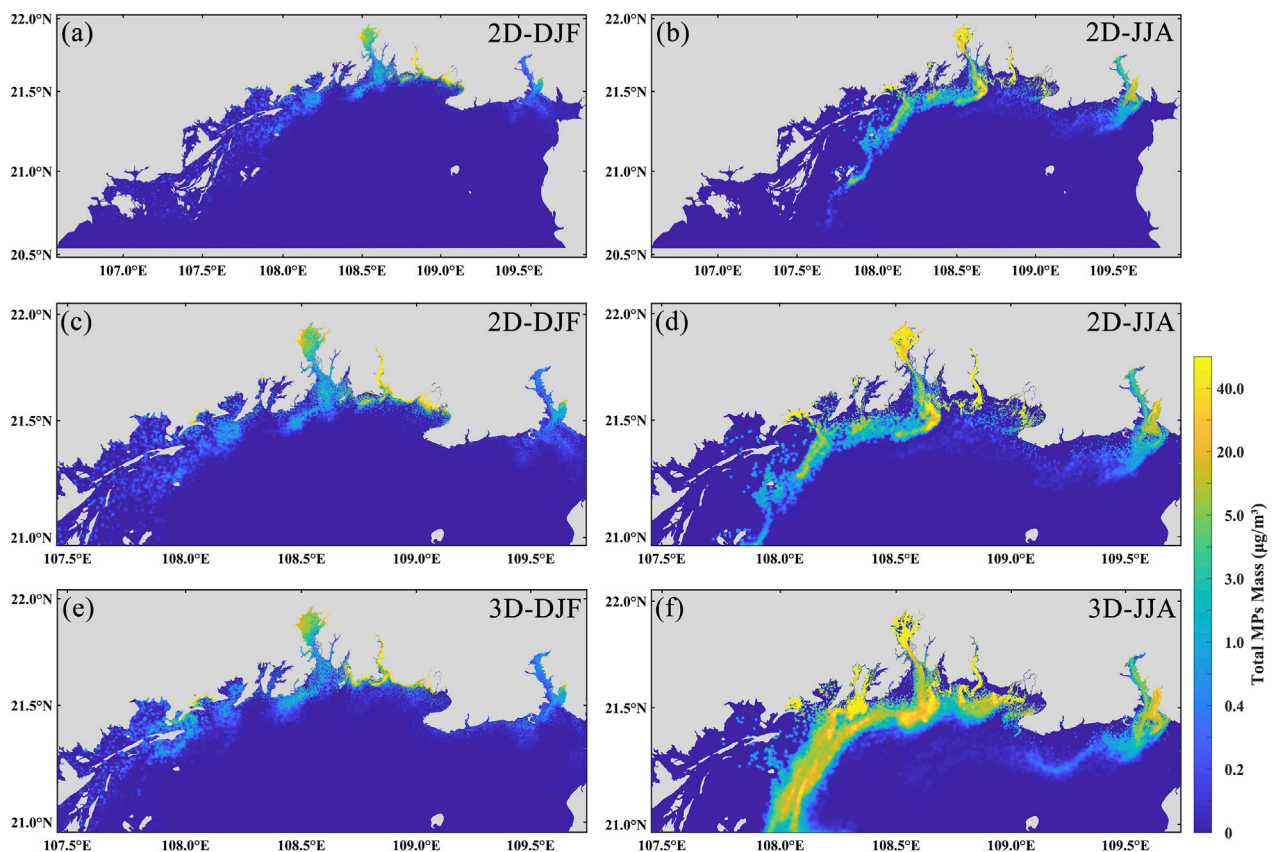 (a) 2D-DJF
22.0°N
21.5°N
21.0°N
20.5°N
107.0°E 107.5°E 108.0°E 108.5°E 109.0°E 109.5°E
(b) 2D-JJA
22.0°N
21.5°N
21.0°N
20.5°N
107.0°E 107.5°E 108.0°E 108.5°E 109.0°E 109.5°E
(c) 2D-DJF
22.0°N
21.5°N
21.0°N
107.5°E 108.0°E 108.5°E 109.0°E 109.5°E
(d) 2D-JJA
22.0°N
21.5°N
21.0°N
107.5°E 108.0°E 108.5°E 109.0°E 109.5°E
(e) 3D-DJF
22.0°N
21.5°N
21.0°N
107.5°E 108.0°E 108.5°E 109.0°E 109.5°E
(f) 3D-JJA
22.0°N
21.5°N
21.0°N
107.5°E 108.0°E 108.5°E 109.0°E 109.5°E
40.0
20.0
5.0
3.0
1.0
0.4
0.2
0
Total MPs Mass (μg/m³)